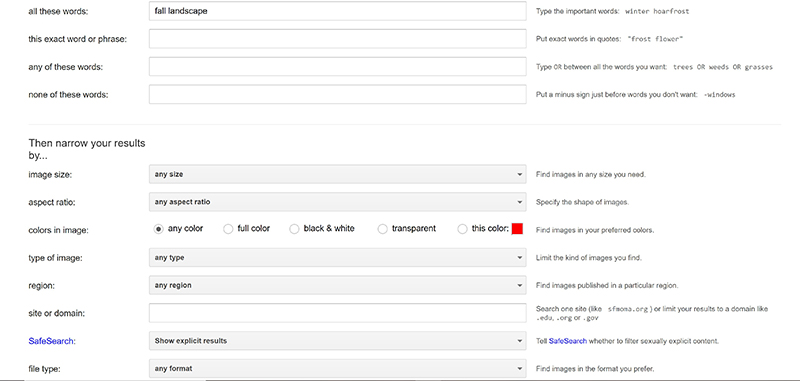 all these words: fall landscape Type the important words: winter hoarfrost
this exact word or phrase: Put exact words in quotes: "frost flower"
any of these words: Type OR between all the words you want: trees OR weeds OR grasses
none of these words: Put a minus sign just before words you don't want: -windows
Then narrow your results
by...
image size: any size Find images in any size you need.
aspect ratio: any aspect ratio Specify the shape of images.
colors in image: any color full color black & white transparent this color: Find images in your preferred colors.
type of image: any type Limit the kind of images you find.
region: any region Find images published in a particular region.
site or domain: Search one site (like sfmoma.org ) or limit your results to a domain like
.edu, .org or .gov
SafeSearch: Show explicit results Tell SafeSearch whether to filter sexually explicit content.
file type: any format Find images in the format you prefer.